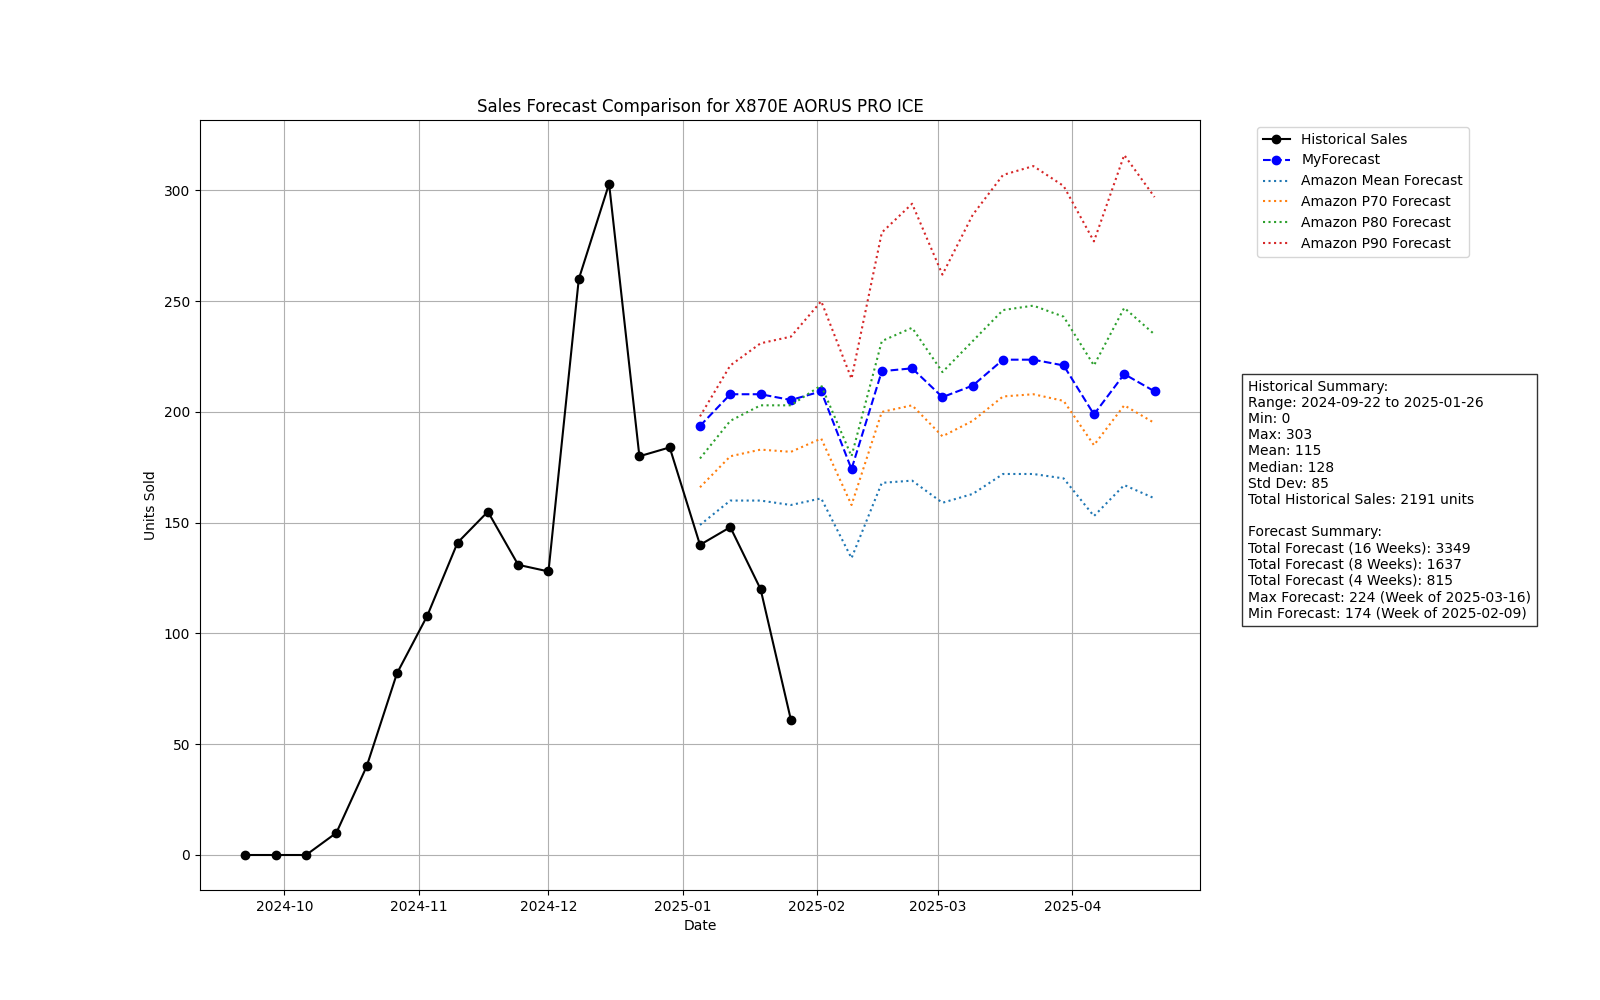 Sales Forecast Comparison for X870E AORUS PRO ICE
Historical Sales
MyForecast
Amazon Mean Forecast
Amazon P70 Forecast
Amazon P80 Forecast
Amazon P90 Forecast
300
250
200
150
100
50
0
Units Sold
2024-10
2024-11
2024-12
2025-01
2025-02
2025-03
2025-04
Date
Historical Summary:
Range: 2024-09-22 to 2025-01-26
Min: 0
Max: 303
Mean: 115
Median: 128
Std Dev: 85
Total Historical Sales: 2191 units
Forecast Summary:
Total Forecast (16 Weeks): 3349
Total Forecast (8 Weeks): 1637
Total Forecast (4 Weeks): 815
Max Forecast: 224 (Week of 2025-03-16)
Min Forecast: 174 (Week of 2025-02-09)